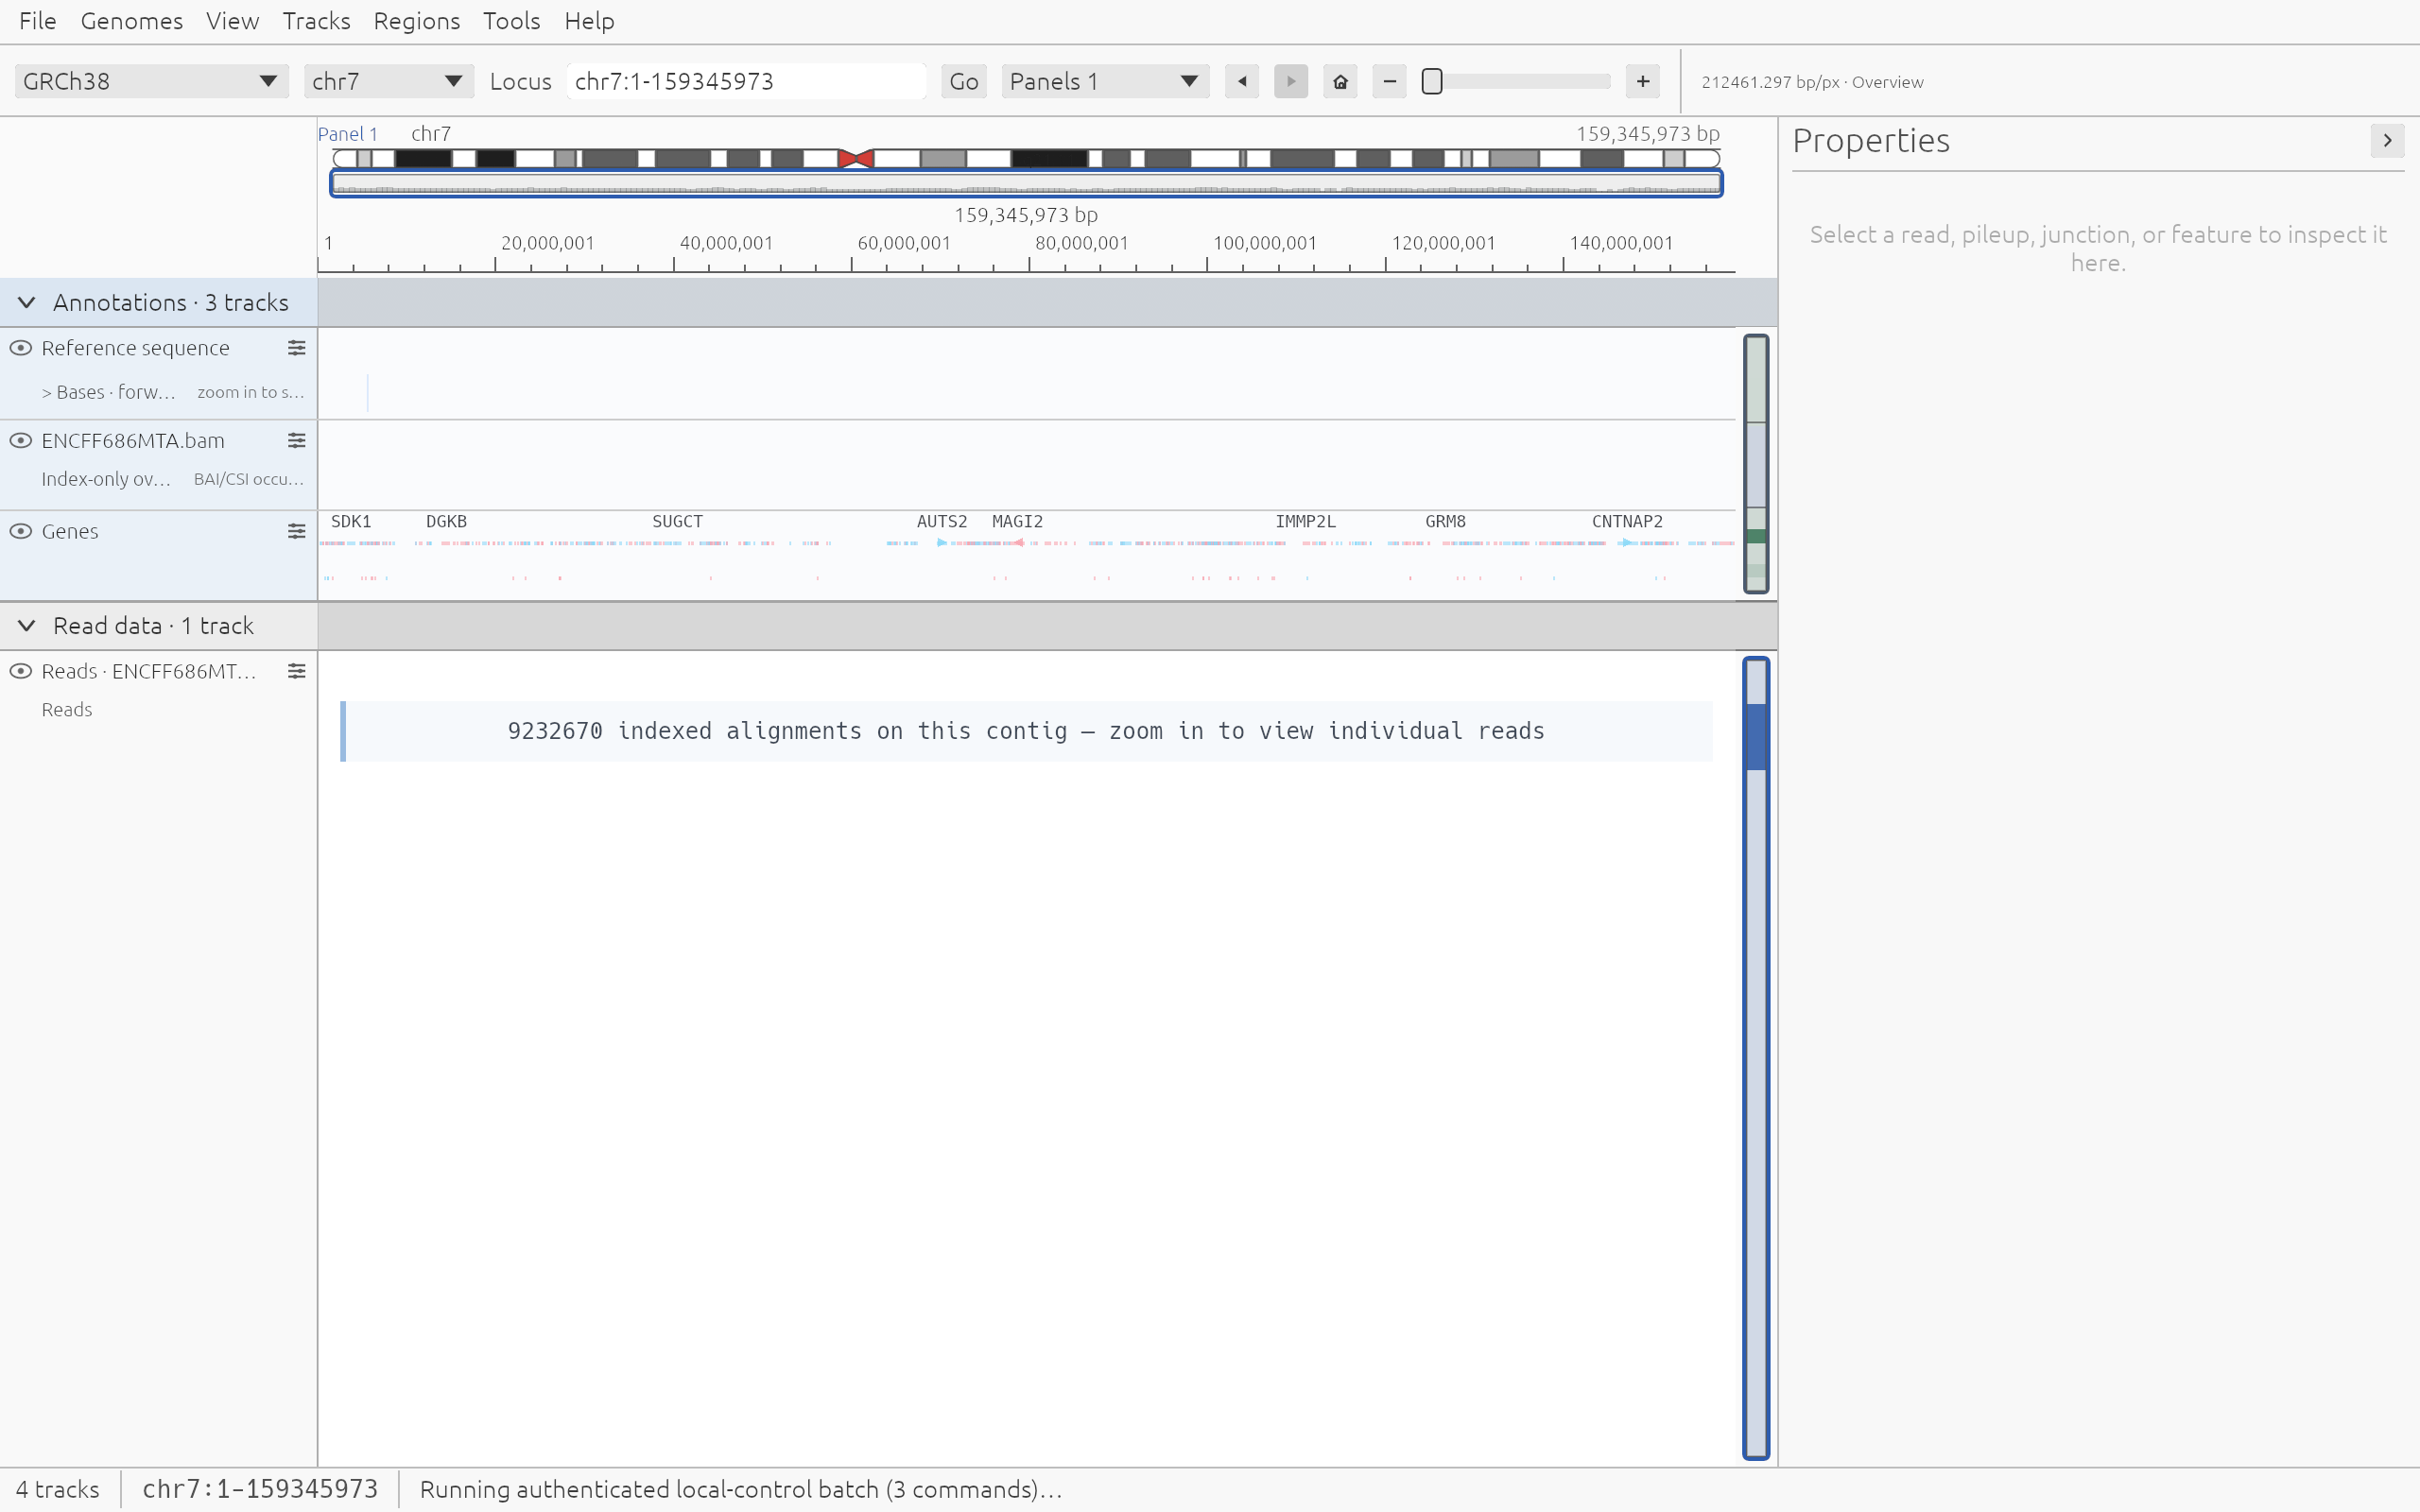 File Genomes View Tracks Regions Tools Help
GRCh38 chr7 Locus chr7:1-159345973 Go Panels 1 212461.297 bp/px · Overview
Panel 1 chr7 159,345,973 bp
159,345,973 bp
1 20,000,001 40,000,001 60,000,001 80,000,001 100,000,001 120,000,001 140,000,001
Properties
Select a read, pileup, junction, or feature to inspect it
here.
Annotations · 3 tracks
Reference sequence
> Bases · forw… zoom in to s…
ENCFF686MTA.bam
Index-only ov… BAI/CSI occu…
Genes
SDK1 DGKB SUGCT AUTS2 MAGI2 IMMP2L GRM8 CNTNAP2
Read data · 1 track
Reads · ENCFF686MT…
Reads
9232670 indexed alignments on this contig — zoom in to view individual reads
4 tracks chr7:1-159345973 Running authenticated local-control batch (3 commands)…